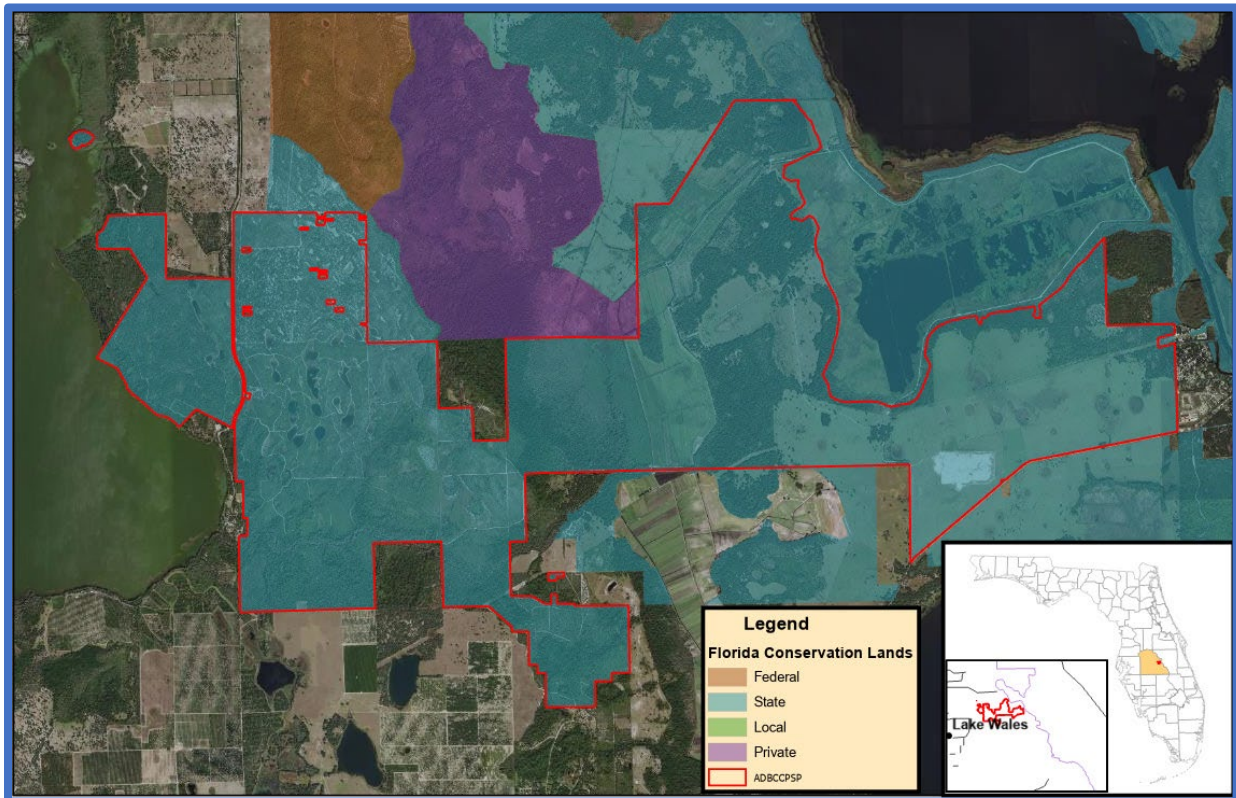 Legend
Florida Conservation Lands
Federal
State
Local
Private
ADBCCPSP
Lake Wales